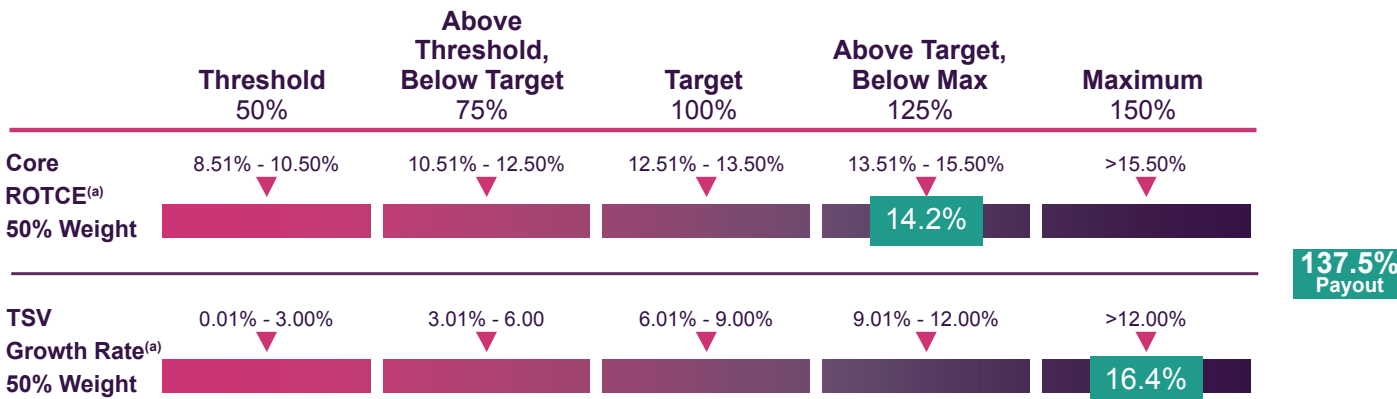 Above
Threshold,
Above Target,
Threshold
Below Target
Target
Below Max
Maximum
50%
75%
100%
125%
150%
Core
ROTCE(a)
50% Weight
8.51% - 10.50%
10.51% - 12.50%
12.51% - 13.50%
13.51% - 15.50%
>15.50%
14.2%
137.5%
Payout
TSV
Growth Rate(a)
50% Weight
0.01% - 3.00%
3.01% - 6.00
6.01% - 9.00%
9.01% - 12.00%
>12.00%
16.4%